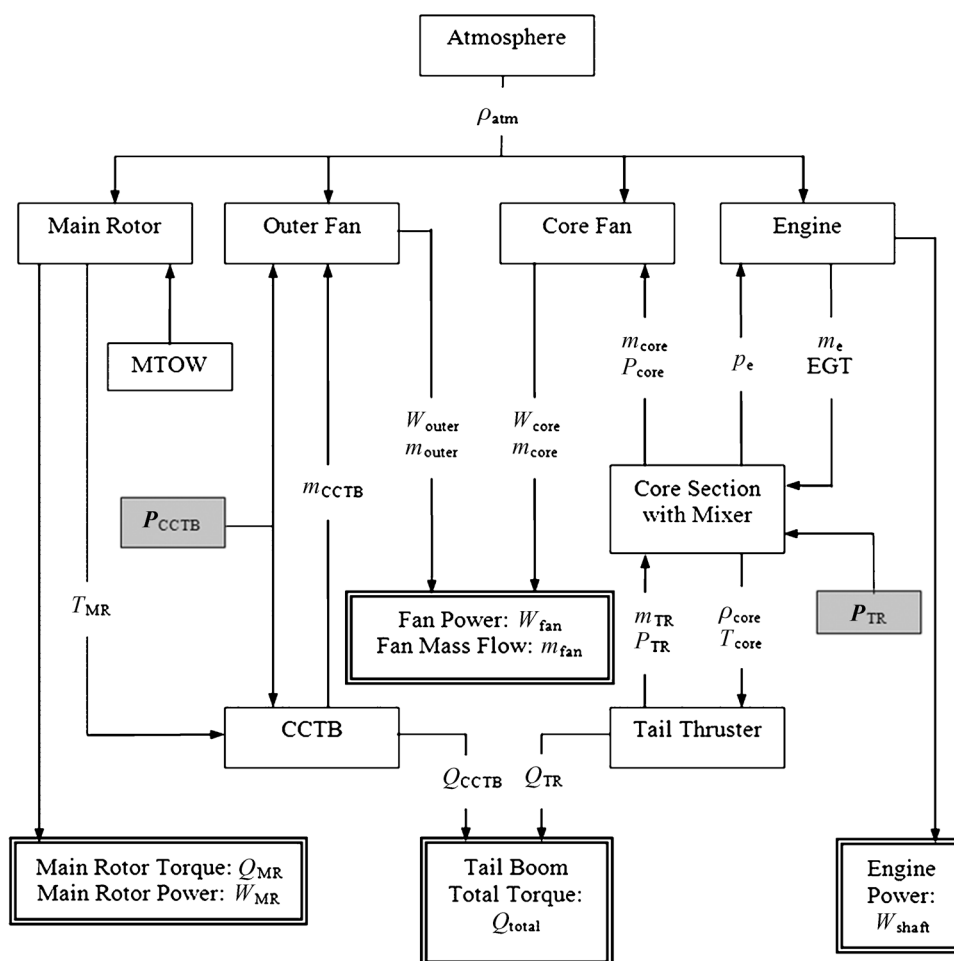 Atmosphere
ρatm
Main Rotor
Outer Fan
Core Fan
Engine
MTOW
mcore
Pcore
pe
me
EGT
Wouter
mouter
Wcore
mcore
mCCTB
Core Section
with Mixer
PCCTB
TMR
Fan Power: Wfan
Fan Mass Flow: mfan
mTR
PTR
ρcore
Tcore
PTR
CCTB
Tail Thruster
QCCTB
QTR
Main Rotor Torque: QMR
Main Rotor Power: WMR
Tail Boom
Total Torque:
Qtotal
Engine
Power:
Wshaft